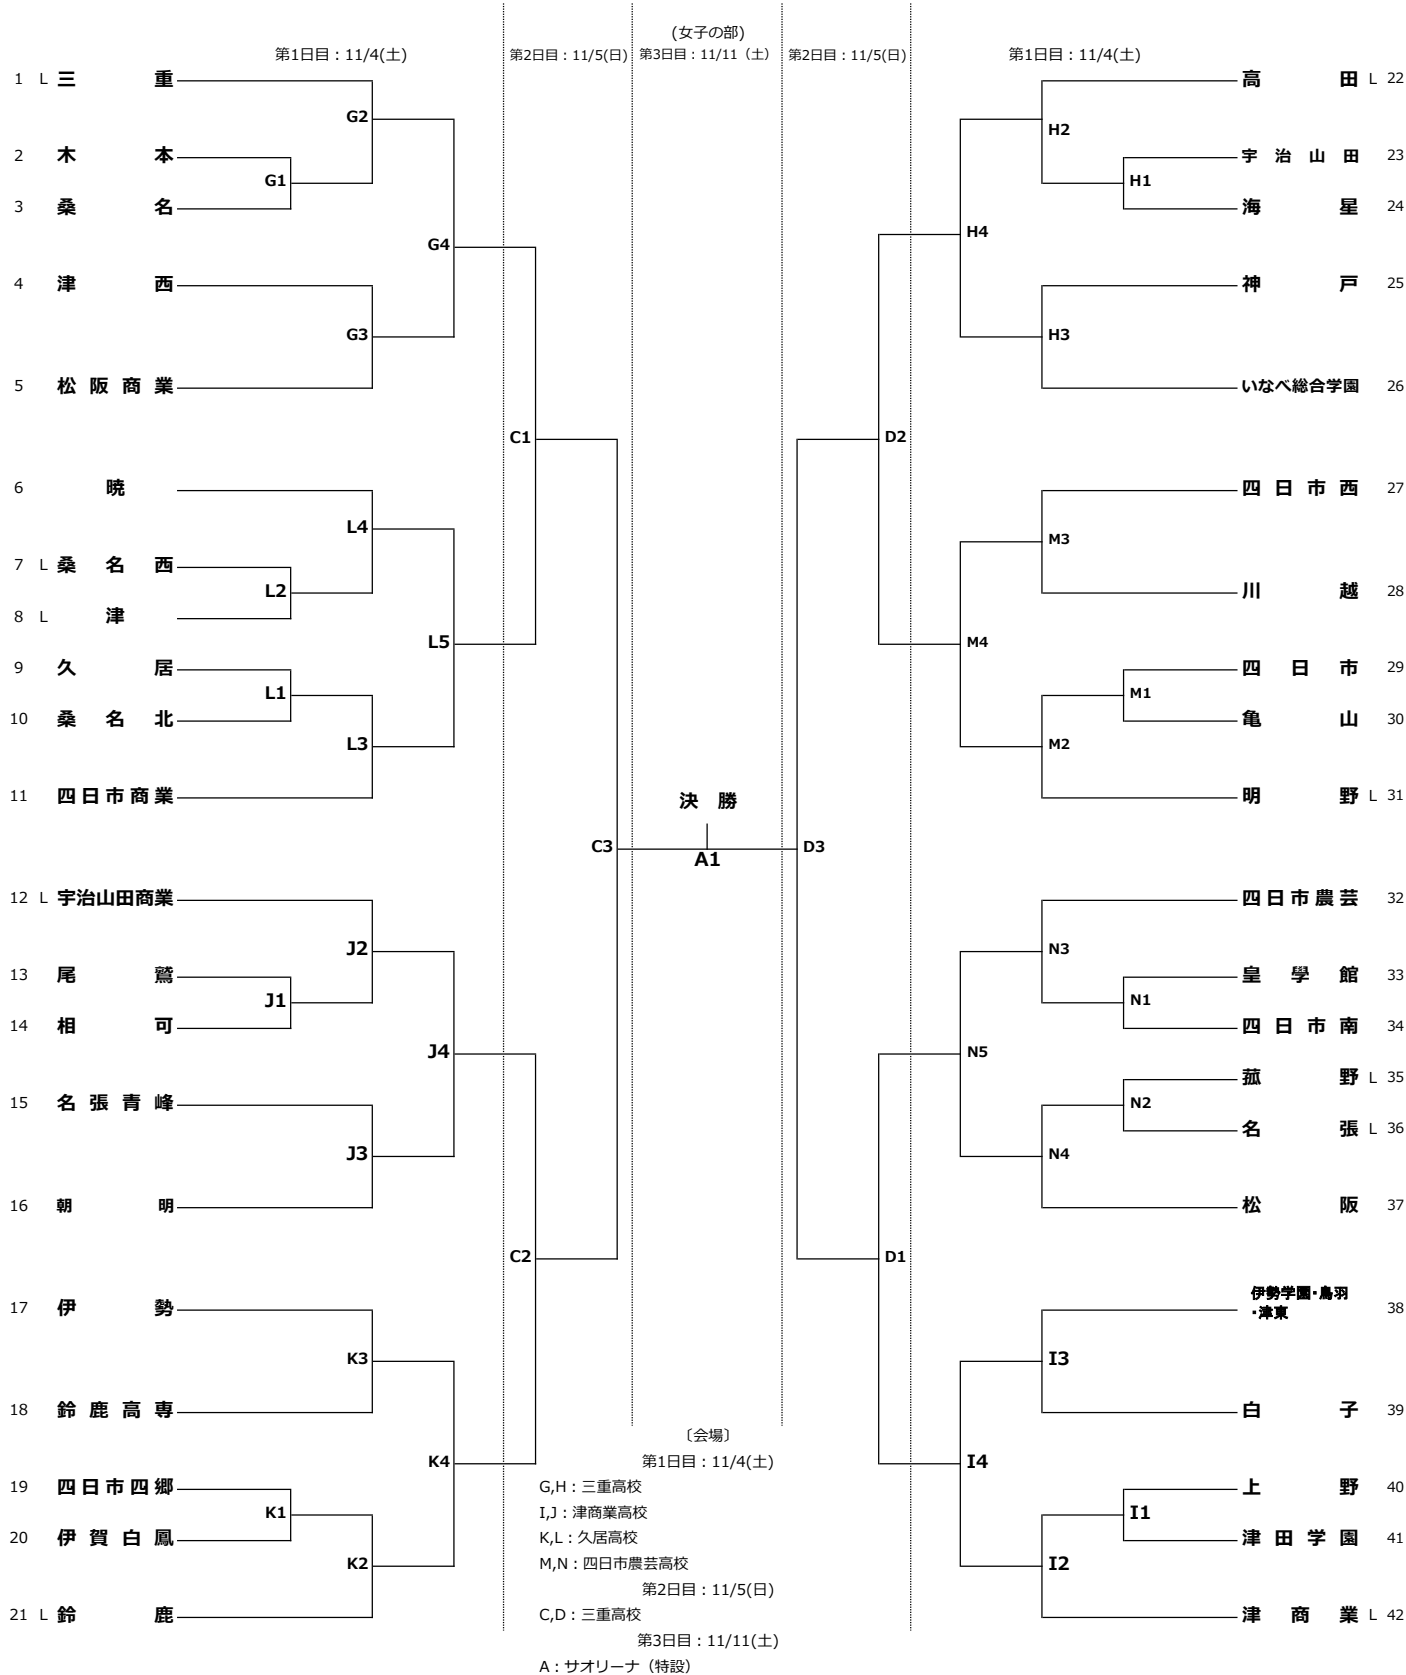 (女子の部)
第1日目：11/4(土)
第2日目：11/5(日)
第3日目：11/11（土）
第2日目：11/5(日)
第1日目：11/4(土)
1 L 三重
2 木本
3 桑名
4 津西
5 松阪商業
6 暁
7 L 桑名西
8 L 津
9 久居
10 桑名北
11 四日市商業
12 L 宇治山田商業
13 尾鷲
14 相可
15 名張青峰
16 朝明
17 伊勢
18 鈴鹿高専
19 四日市四郷
20 伊賀白鳳
21 L 鈴鹿
G2
G1
G4
G3
C1
L4
L2
L5
L1
L3
C3
J2
J1
J4
J3
C2
K3
K4
K1
K2
決勝
A1
H2
H1
H4
H3
D2
M3
M4
M1
M2
D3
N3
N1
N5
N2
N4
D1
I3
I4
I1
I2
高田 L 22
宇治山田 23
海星 24
神戸 25
いなべ総合学園 26
四日市西 27
川越 28
四日市 29
亀山 30
明野 L 31
四日市農芸 32
皇學館 33
四日市南 34
菰野 L 35
名張 L 36
松阪 37
伊勢学園・鳥羽
・津東 38
白子 39
上野 40
津田学園 41
津商業 L 42
〔会場〕
第1日目：11/4(土)
G,H：三重高校
I,J：津商業高校
K,L：久居高校
M,N：四日市農芸高校
第2日目：11/5(日)
C,D：三重高校
第3日目：11/11(土)
A：サオリーナ（特設）